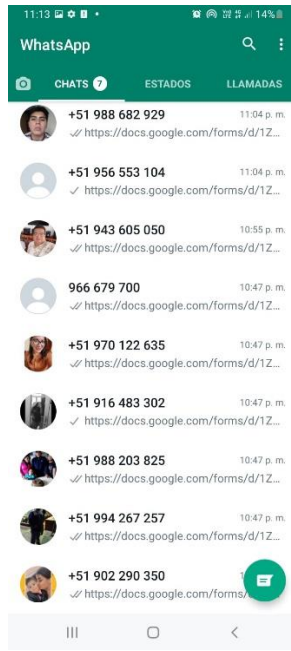 11:13 14%
WhatsApp
CHATS 7 ESTADOS LLAMADAS
+51 988 682 929 11:04 p. m.
https://docs.google.com/forms/d/1Z...
+51 956 553 104 11:04 p. m.
https://docs.google.com/forms/d/1Z...
+51 943 605 050 10:55 p. m.
https://docs.google.com/forms/d/1Z...
966 679 700 10:47 p. m.
https://docs.google.com/forms/d/1Z...
+51 970 122 635 10:47 p. m.
https://docs.google.com/forms/d/1Z...
+51 916 483 302 10:47 p. m.
https://docs.google.com/forms/d/1Z...
+51 988 203 825 10:47 p. m.
https://docs.google.com/forms/d/1Z...
+51 994 267 257 10:47 p. m.
https://docs.google.com/forms/d/1Z...
+51 902 290 350
https://docs.google.com/forms/